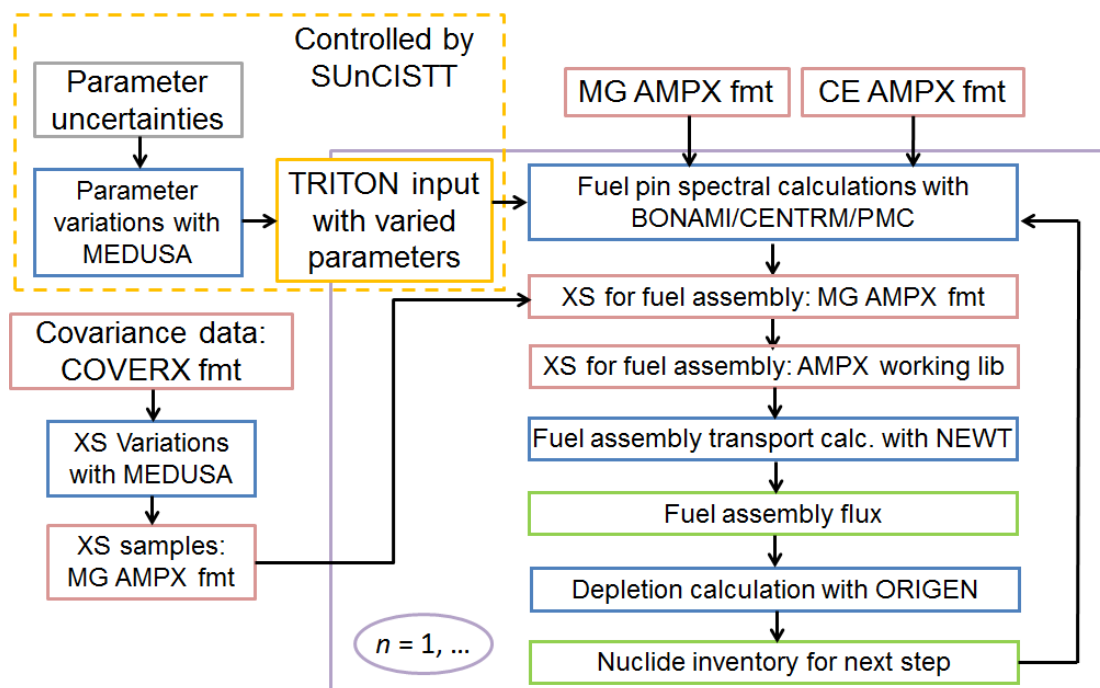 Controlled by
SUnCISTT
Parameter
uncertainties
Parameter
variations with
MEDUSA
TRITON input
with varied
parameters
MG AMPX fmt
CE AMPX fmt
Fuel pin spectral calculations with
BONAMI/CENTRM/PMC
XS for fuel assembly: MG AMPX fmt
XS for fuel assembly: AMPX working lib
Fuel assembly transport calc. with NEWT
Fuel assembly flux
Depletion calculation with ORIGEN
Nuclide inventory for next step
Covariance data:
COVERX fmt
XS Variations
with MEDUSA
XS samples:
MG AMPX fmt
n = 1, ...